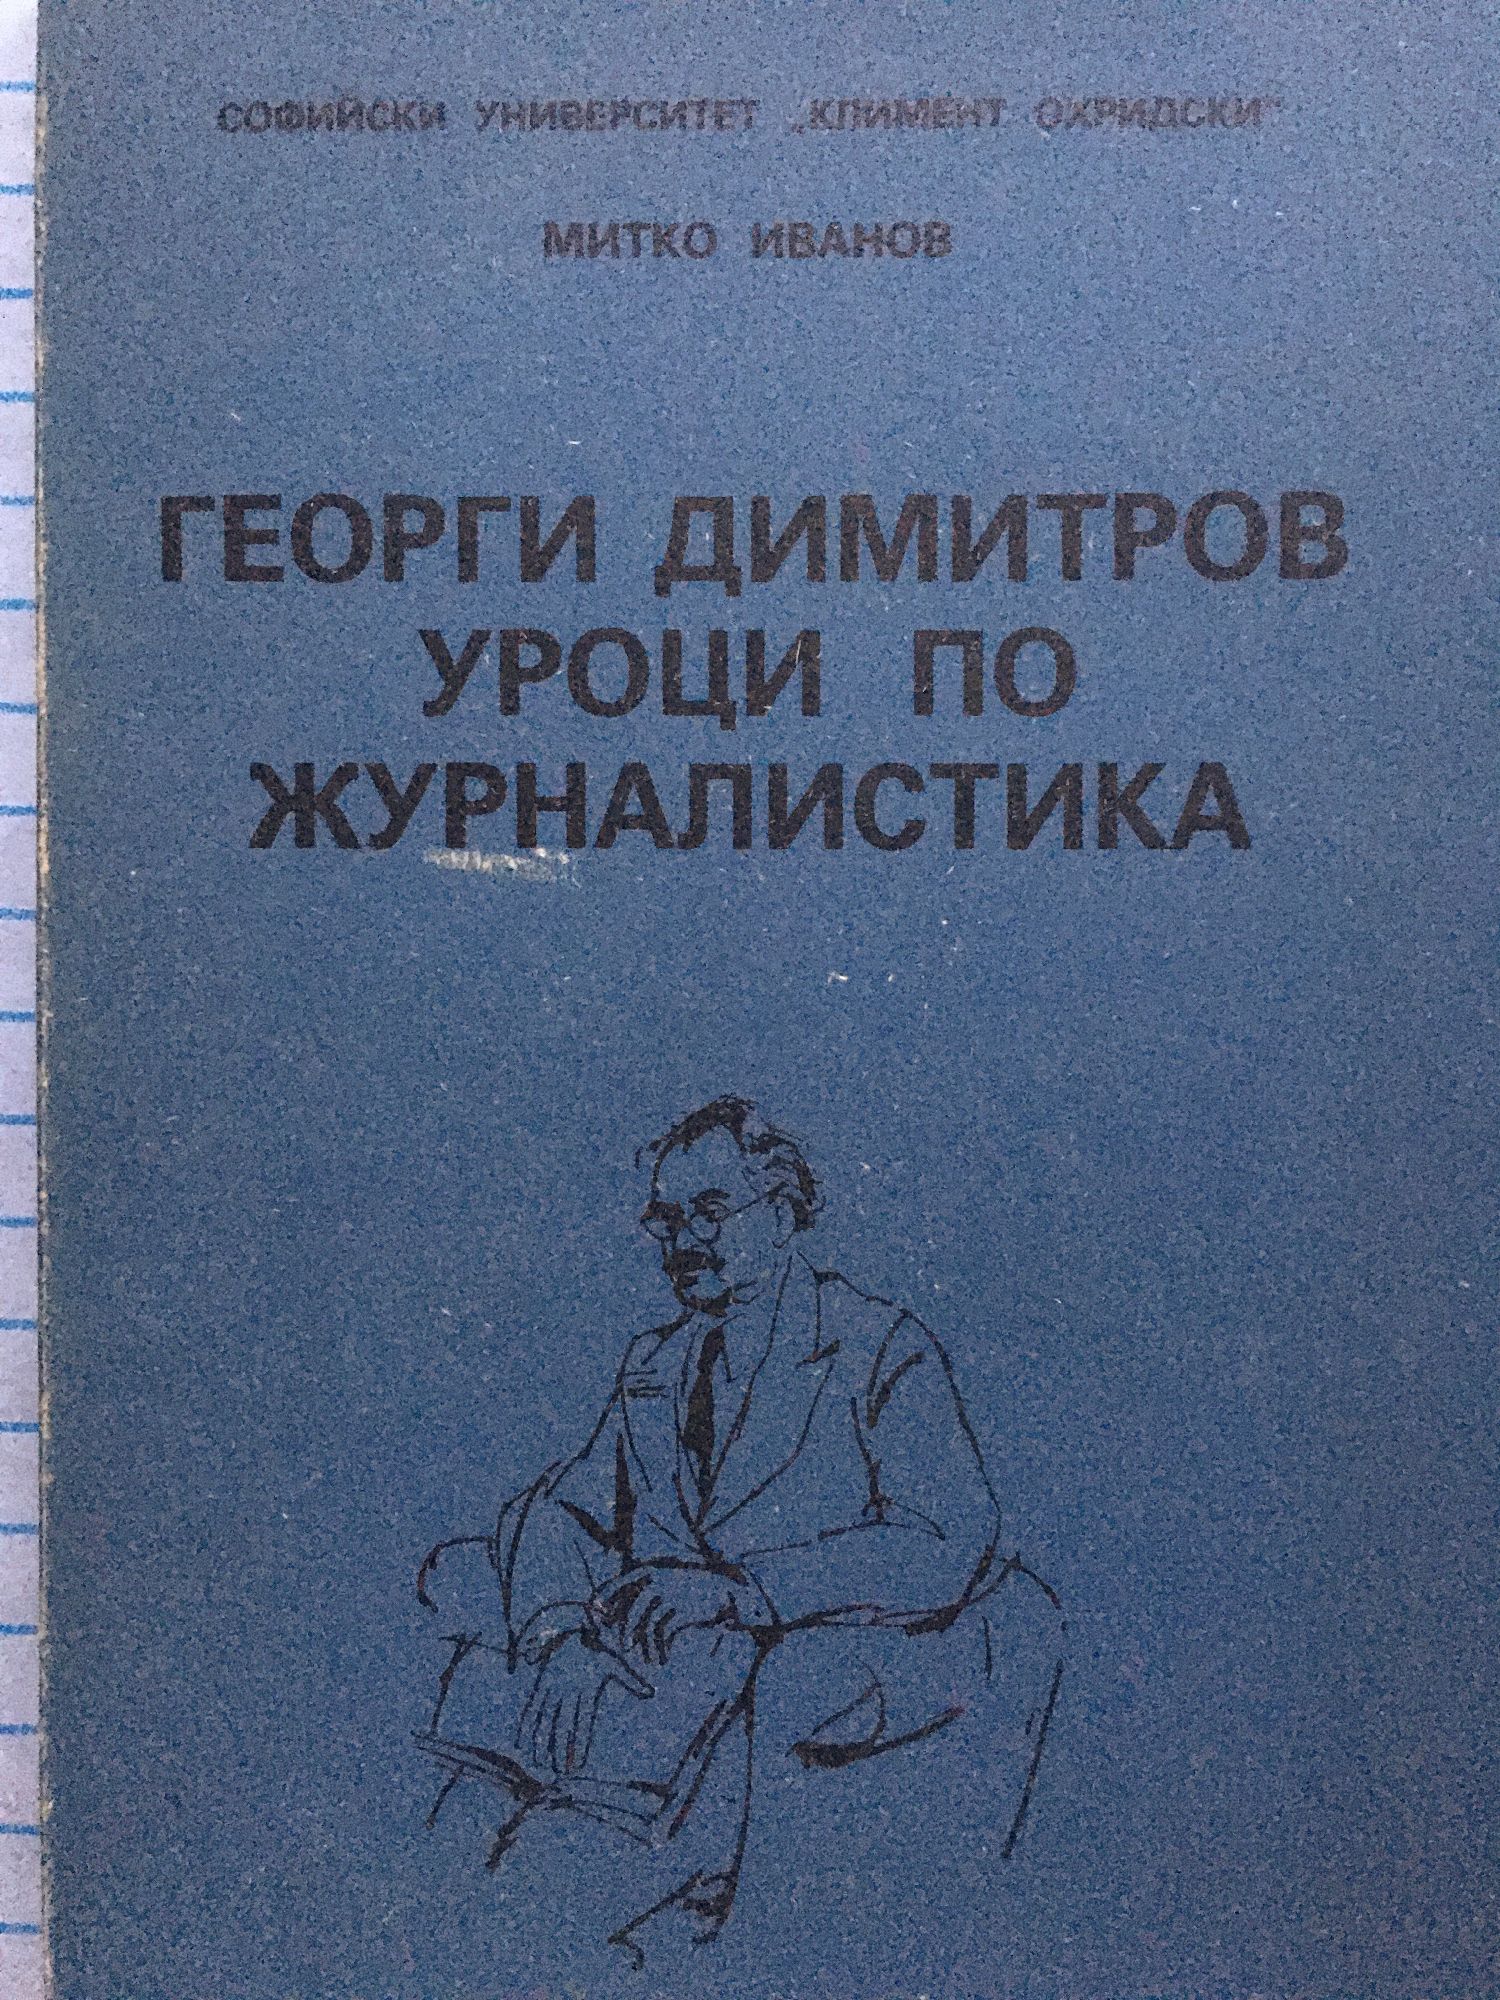 СОФИЙСКИ УНИВЕРСИТЕТ „КЛИМЕНТ ОХРИДСКИ“
МИТКО ИВАНОВ
ГЕОРГИ ДИМИТРОВ
УРОЦИ ПО
ЖУРНАЛИСТИКА